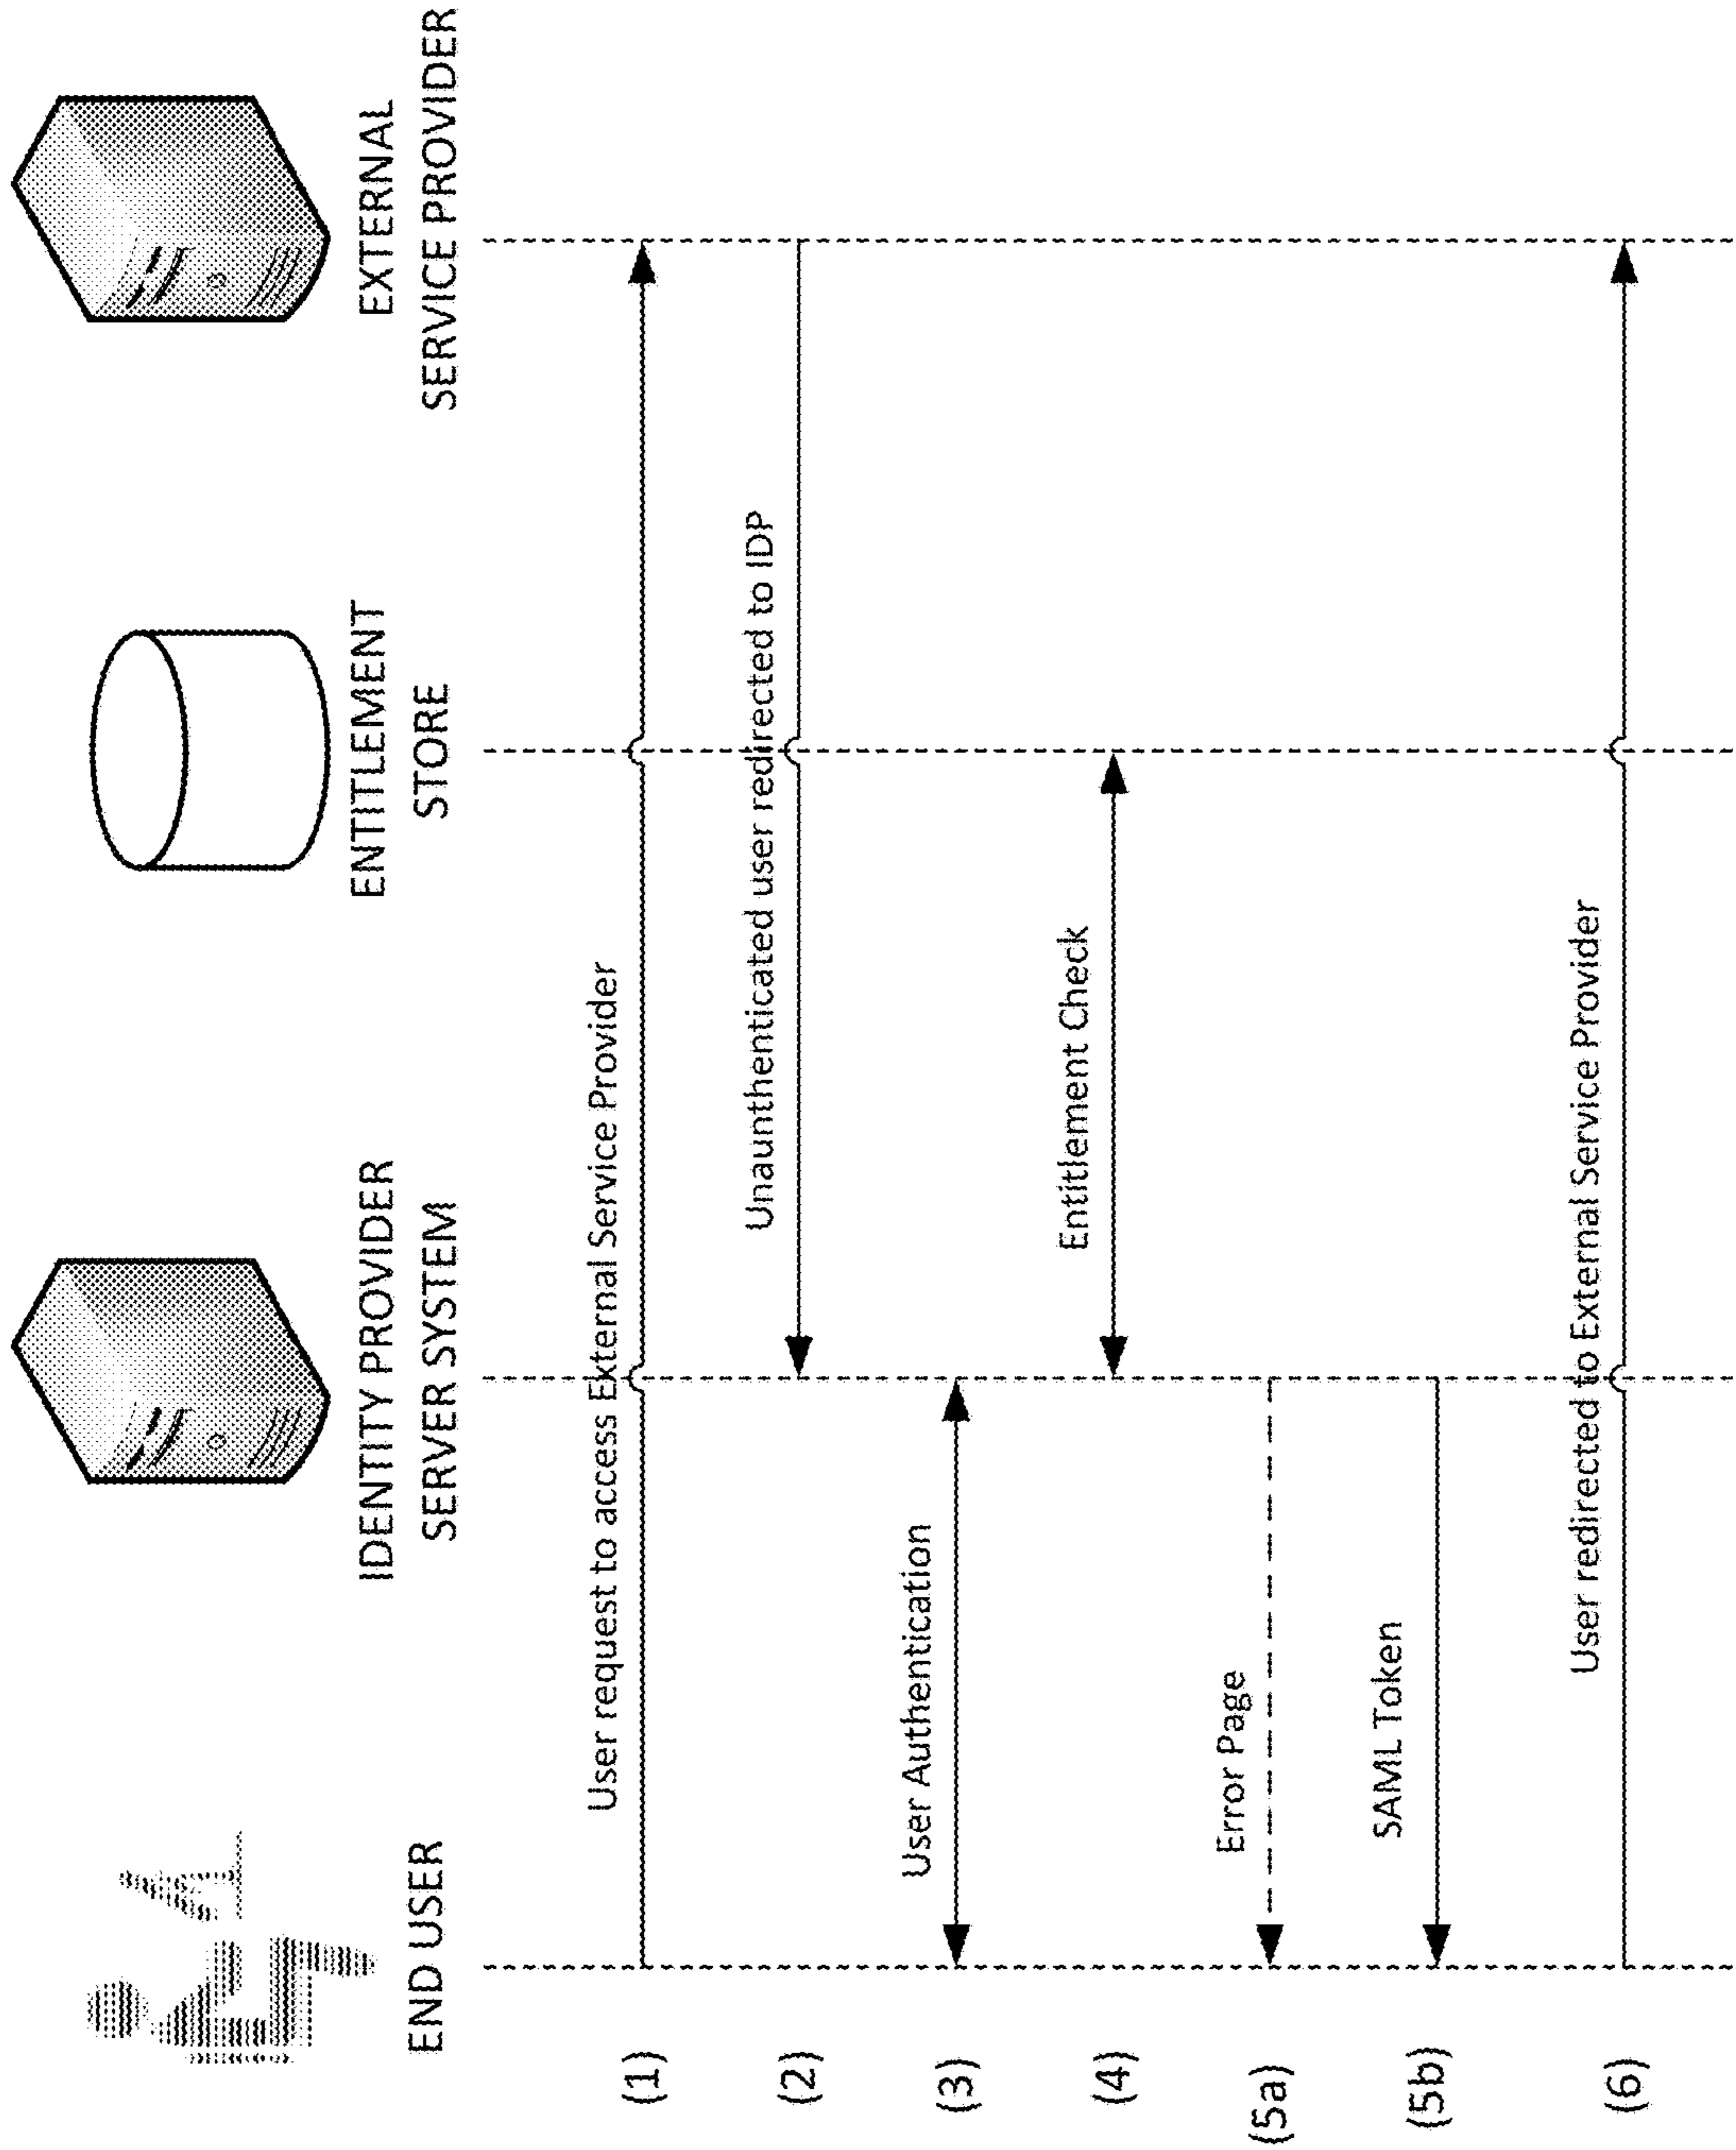 END USER
IDENTITY PROVIDER
SERVER SYSTEM
ENTITLEMENT
STORE
EXTERNAL
SERVICE PROVIDER
(1)
User request to access External Service Provider
(2)
Unaunthenticated user redirected to IDP
(3)
User Authentication
(4)
Entitlement Check
(5a)
Error Page
(5b)
SAML Token
(6)
User redirected to External Service Provider